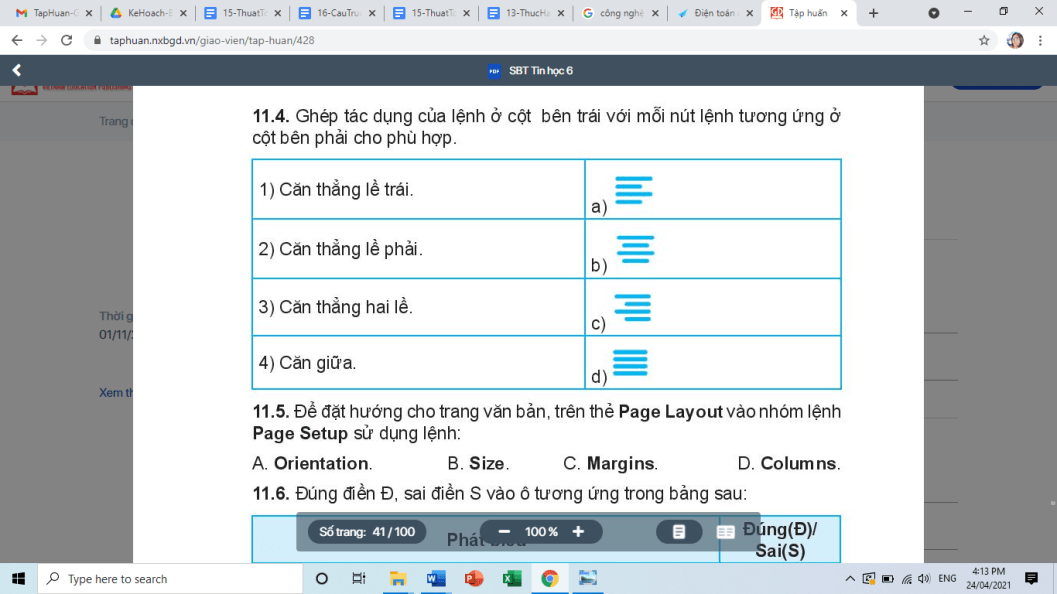 TapHuan-G
KeHoach-B
15-ThuatT
16-CauTru
15-ThuatTo
13-ThucHa
công nghệ
Điện toán
Tập huấn
taphuan.nxbgd.vn/giao-vien/tap-huan/428
PDF SBT Tin học 6
Trang
11.4. Ghép tác dụng của lệnh ở cột bên trái với mỗi nút lệnh tương ứng ở
cột bên phải cho phù hợp.
1) Căn thẳng lề trái.
a)
2) Căn thẳng lề phải.
b)
3) Căn thẳng hai lề.
c)
4) Căn giữa.
d)
Thời g
01/11/2
Xem th
11.5. Để đặt hướng cho trang văn bản, trên thẻ Page Layout vào nhóm lệnh
Page Setup sử dụng lệnh:
A. Orientation. B. Size. C. Margins. D. Columns.
11.6. Đúng điền Đ, sai điền S vào ô tương ứng trong bảng sau:
Số trang: 41 / 100
100 %
Phát biểu
Đúng(Đ)/
Sai(S)
Type here to search
ENG
4:13 PM
24/04/2021